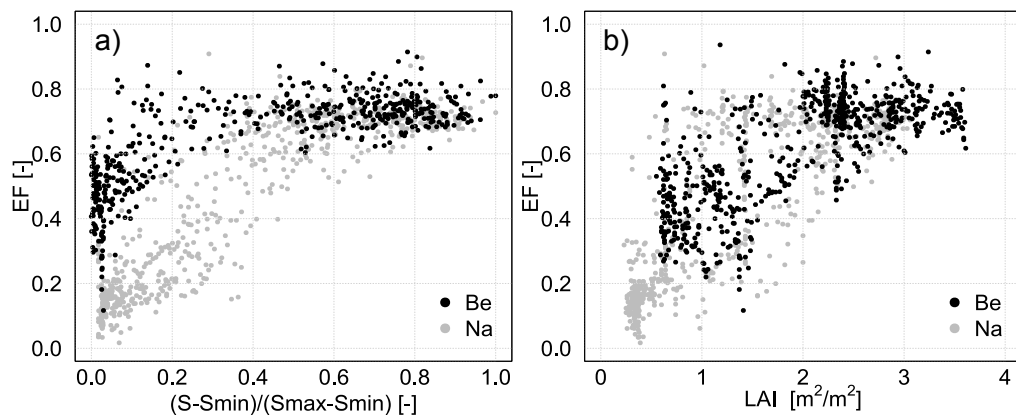 a)
EF [-]
1.0
0.8
0.6
0.4
0.2
0.0
Be
Na
0.0 0.2 0.4 0.6 0.8 1.0
(S-Smin)/(Smax-Smin) [-]
b)
EF [-]
1.0
0.8
0.6
0.4
0.2
0.0
Be
Na
0 1 2 3 4
LAI [m²/m²]